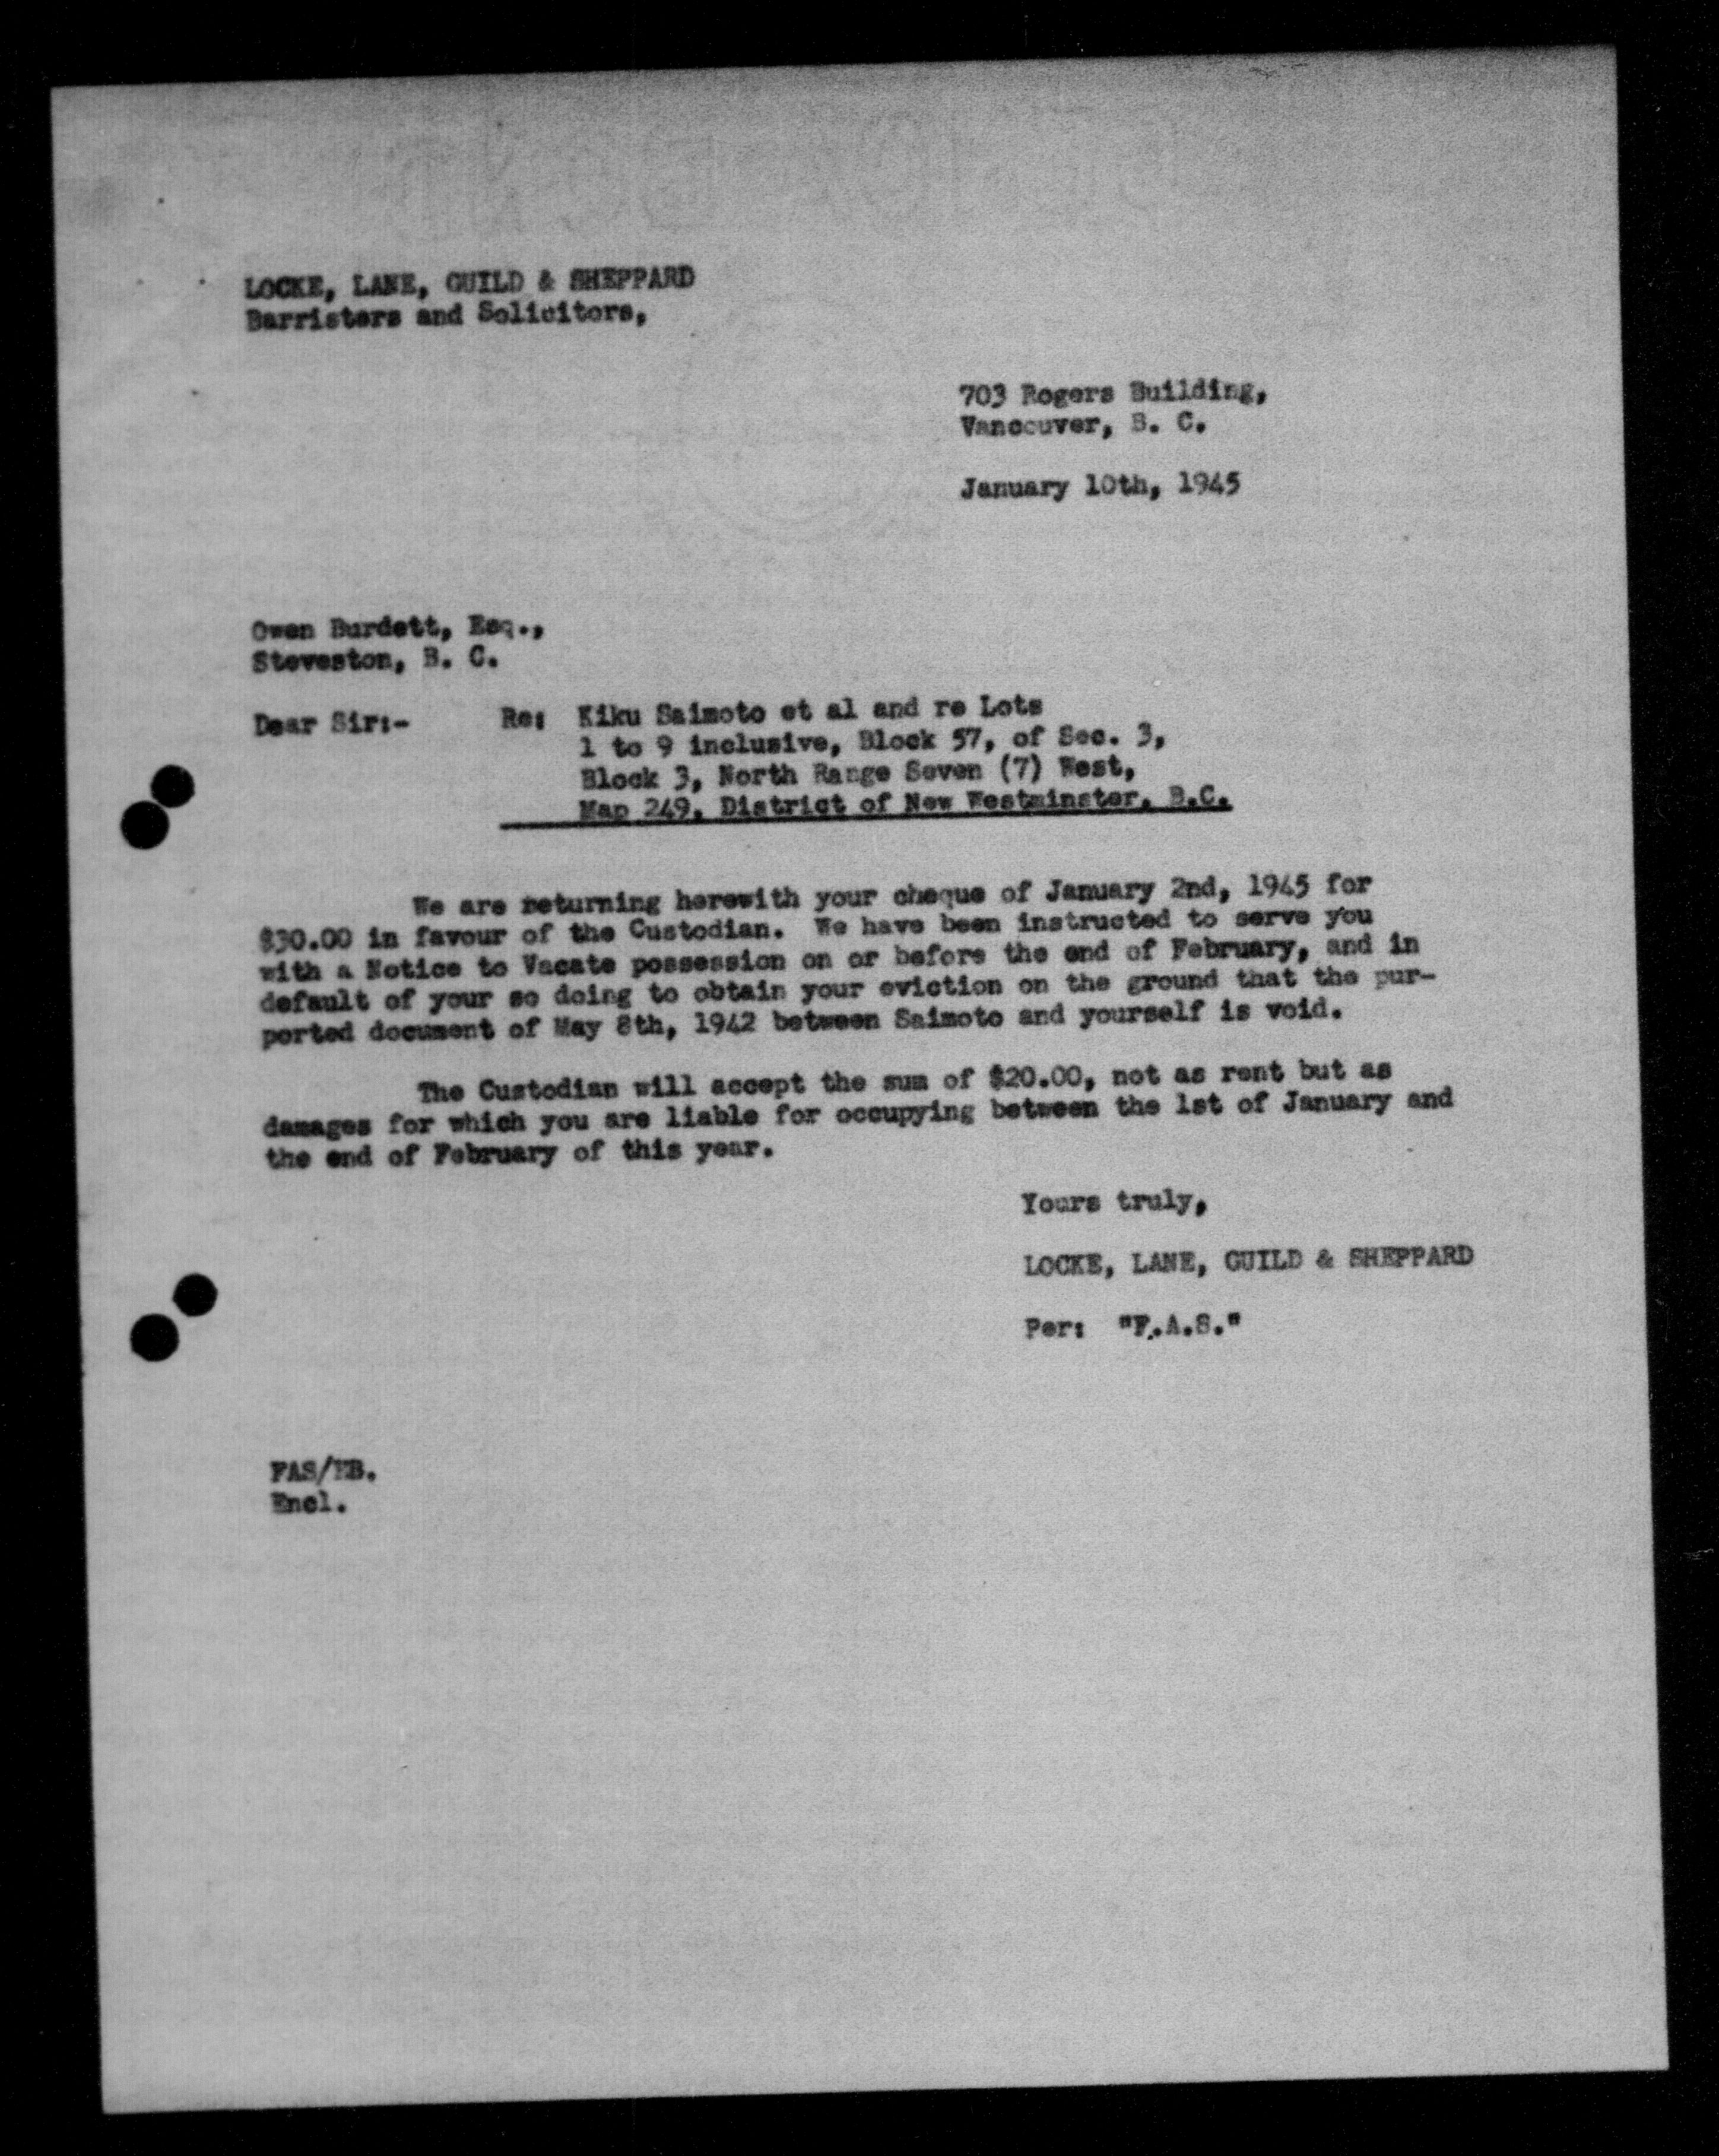 LOCKE, LANE, GUILD & SHEPPARD
Barristers and Solicitors,
703 Rogers Building,
Vancouver, B. C.
January 10th, 1945
Owen Burdett, Esq.,
Steveston, B. C.
Dear Sir:- Re: Kiku Saimoto et al and re Lots
1 to 9 inclusive, Block 57, of Sec. 3,
Block 3, North Range Seven (7) West,
Map 249, District of New Westminster, B.C.
We are returning herewith your cheque of January 2nd, 1945 for
$30.00 in favour of the Custodian. We have been instructed to serve you
with a Notice to Vacate possession on or before the end of February, and in
default of your so doing to obtain your eviction on the ground that the pur-
ported document of May 8th, 1942 between Saimoto and yourself is void.
The Custodian will accept the sum of $20.00, not as rent but as
damages for which you are liable for occupying between the 1st of January and
the end of February of this year.
Yours truly,
LOCKE, LANE, GUILD & SHEPPARD
Per: "F.A.S."
FAS/EB.
Encl.